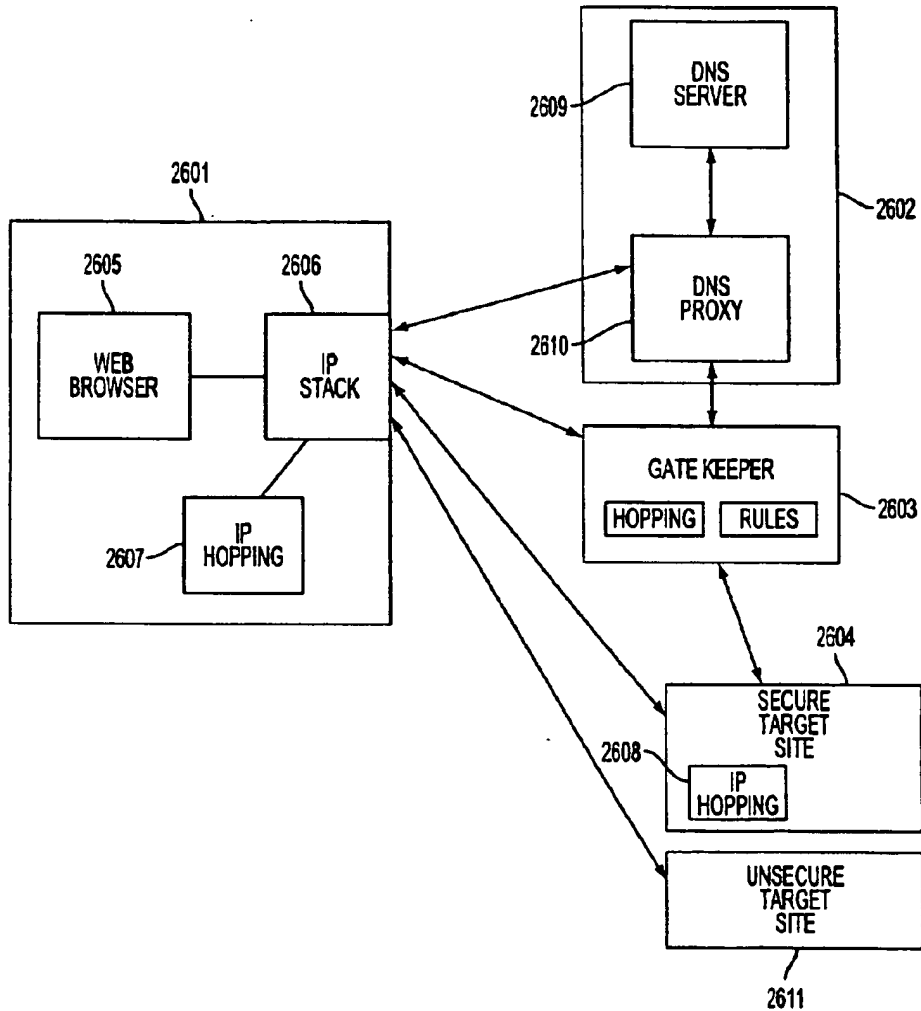 2609
DNS
SERVER
2602
2601
2605
2606
WEB
BROWSER
IP
STACK
2607
IP
HOPPING
DNS
PROXY
2610
GATE KEEPER
HOPPING
RULES
2603
2604
SECURE
TARGET
SITE
2608
IP
HOPPING
UNSECURE
TARGET
SITE
2611